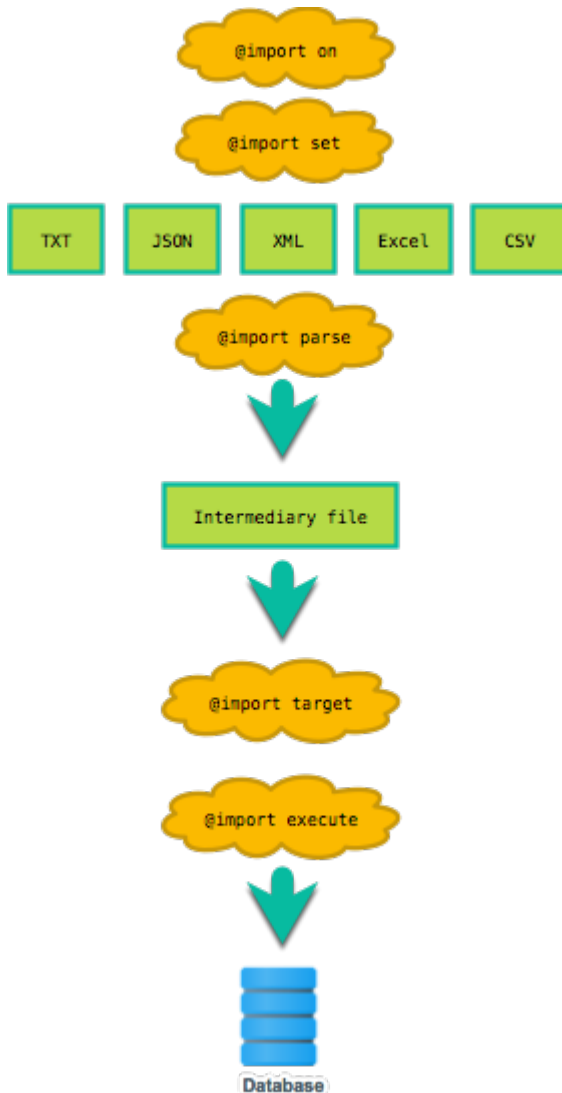 @import on
@import set
TXT
JSON
XML
Excel
CSV
@import parse
Intermediary file
@import target
@import execute
Database